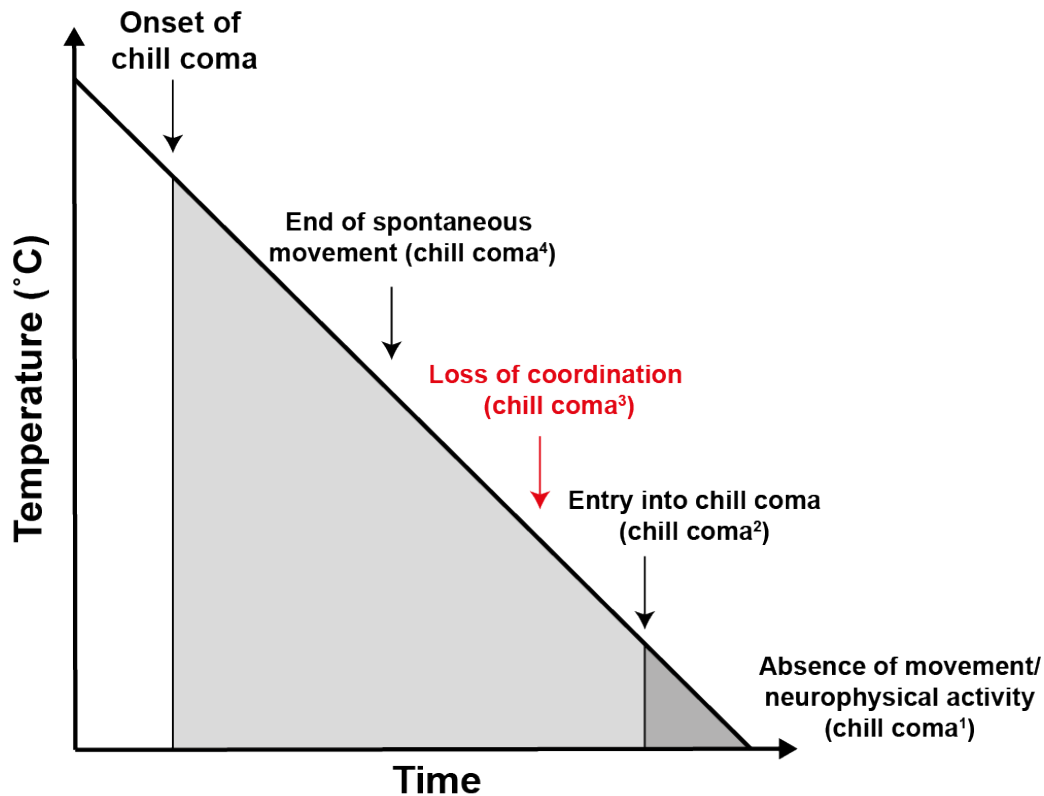 Onset of
chill coma
End of spontaneous
movement (chill coma⁴)
Loss of coordination
(chill coma³)
Entry into chill coma
(chill coma²)
Absence of movement/
neurophysical activity
(chill coma¹)
Temperature (˚C)
Time